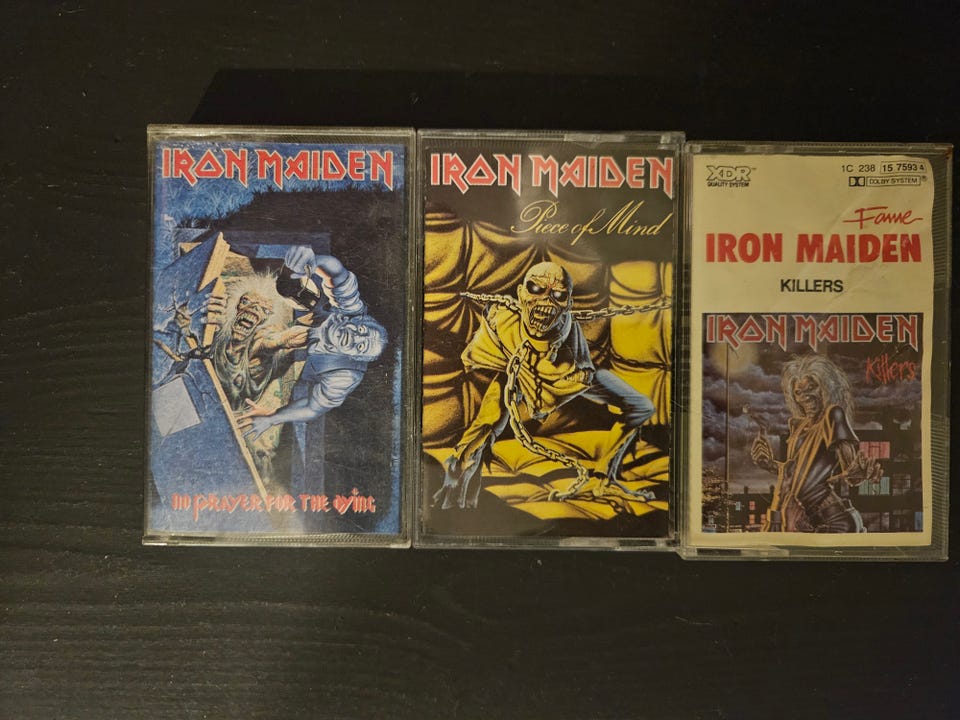 IRON MAIDEN
NO PRAYER FOR THE DYING
IRON MAIDEN
Piece of Mind
XDR™
QUALITY SYSTEM
1C 238 15 7593 4
DOLBY SYSTEM®
Fame
IRON MAIDEN
KILLERS
IRON MAIDEN
Killers